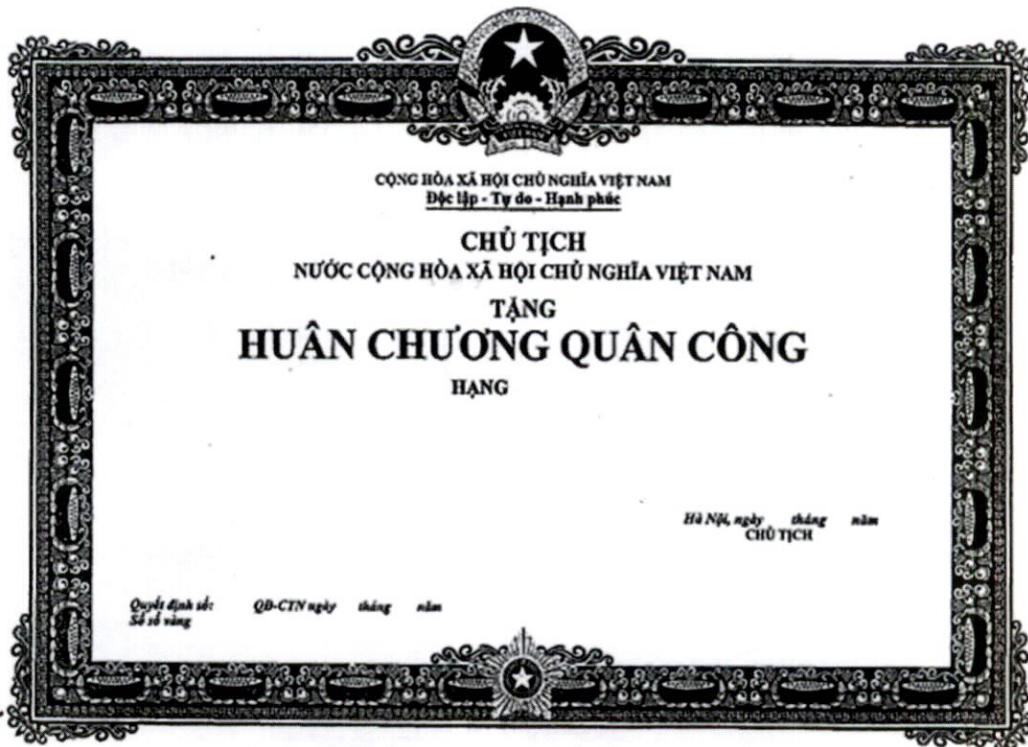 CỘNG HÒA XÃ HỘI CHỦ NGHĨA VIỆT NAM
Độc lập - Tự do - Hạnh phúc
CHỦ TỊCH
NƯỚC CỘNG HÒA XÃ HỘI CHỦ NGHĨA VIỆT NAM
TẶNG
HUÂN CHƯƠNG QUÂN CÔNG
HẠNG
Hà Nội, ngày tháng năm
CHỦ TỊCH
Quyết định số: QĐ-CTN ngày tháng năm
Số sổ vàng